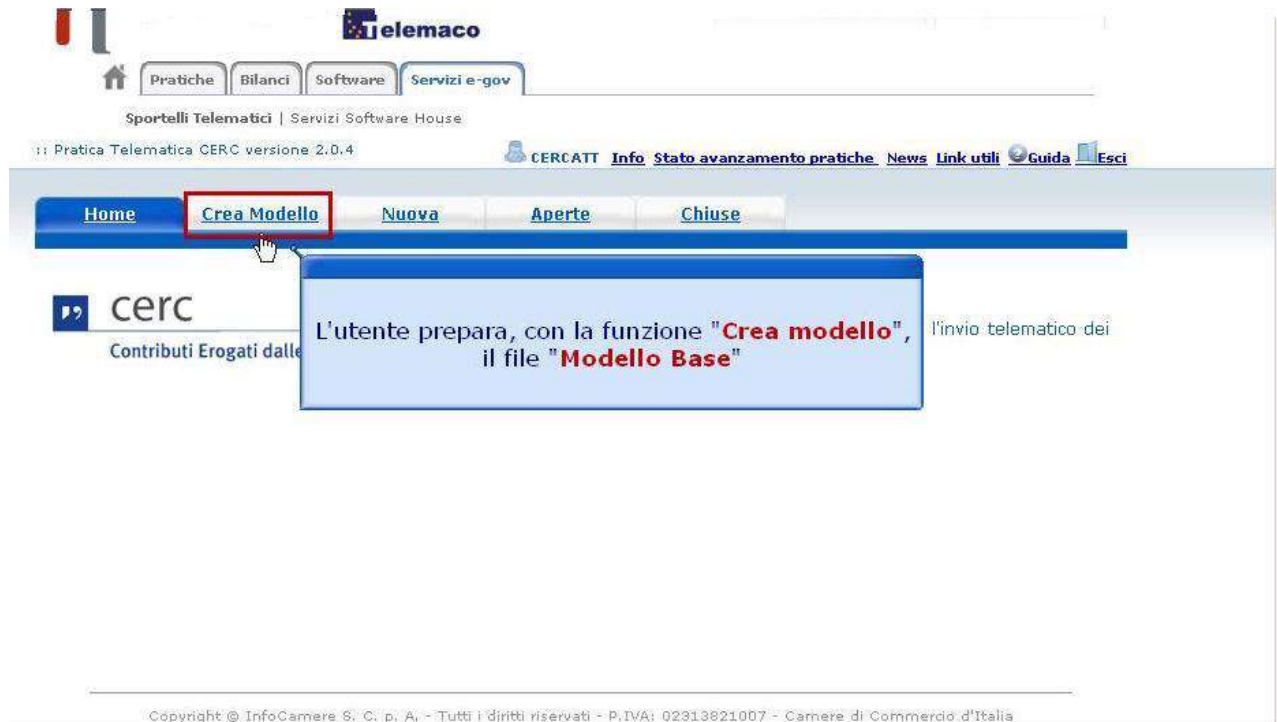 Telemaco
Pratiche Bilanci Software Servizi e-gov
Sportelli Telematici | Servizi Software House
:: Pratica Telematica CERC versione 2.0.4
CERCATT Info Stato avanzamento pratiche News Link utili Guida Esci
Home Crea Modello Nuova Aperte Chiuse
cerc
Contributi Erogati dalle
L'utente prepara, con la funzione "Crea modello",
il file "Modello Base"
l'invio telematico dei
Copyright @ InfoCamere S. C. p. A. - Tutti i diritti riservati - P.IVA: 02313821007 - Camere di Commercio d'Italia